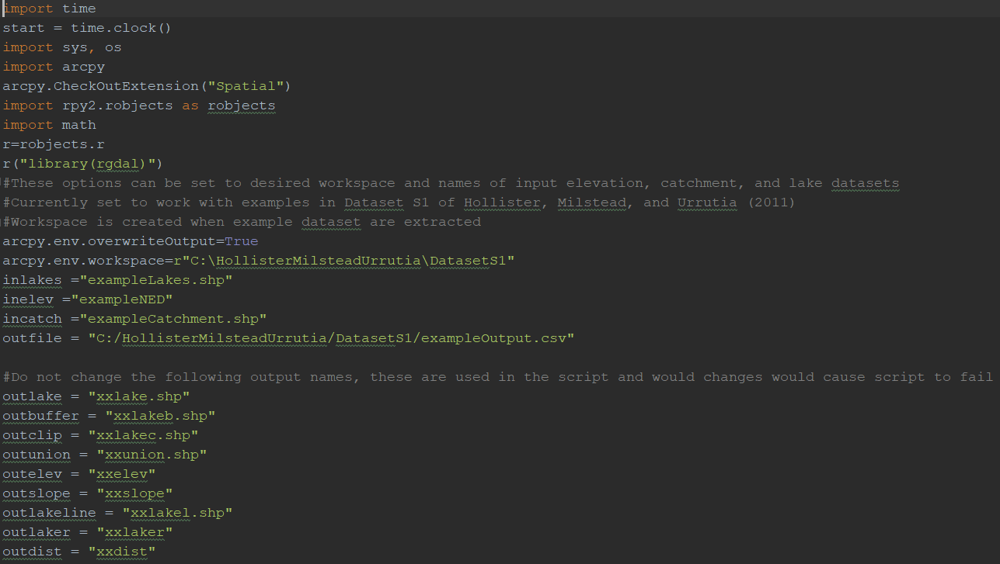 import time
start = time.clock()
import sys, os
import arcpy
arcpy.CheckOutExtension("Spatial")
import rpy2.robjects as robjects
import math
r=robjects.r
r("library(rgdal)")
#These options can be set to desired workspace and names of input elevation, catchment, and lake datasets
#Currently set to work with examples in Dataset S1 of Hollister, Milstead, and Urrutia (2011)
#Workspace is created when example dataset are extracted
arcpy.env.overwriteOutput=True
arcpy.env.workspace=r"C:\HollisterMilsteadUrrutia\DatasetS1"
inlakes ="exampleLakes.shp"
inelev ="exampleNED"
incatch ="exampleCatchment.shp"
outfile = "C:/HollisterMilsteadUrrutia/DatasetS1/exampleOutput.csv"
#Do not change the following output names, these are used in the script and would changes would cause script to fail
outlake = "xxlake.shp"
outbuffer = "xxlakeb.shp"
outclip = "xxlakec.shp"
outunion = "xxunion.shp"
outelev = "xxelev"
outslope = "xxslope"
outlakeline = "xxlakel.shp"
outlaker = "xxlaker"
outdist = "xxdist"